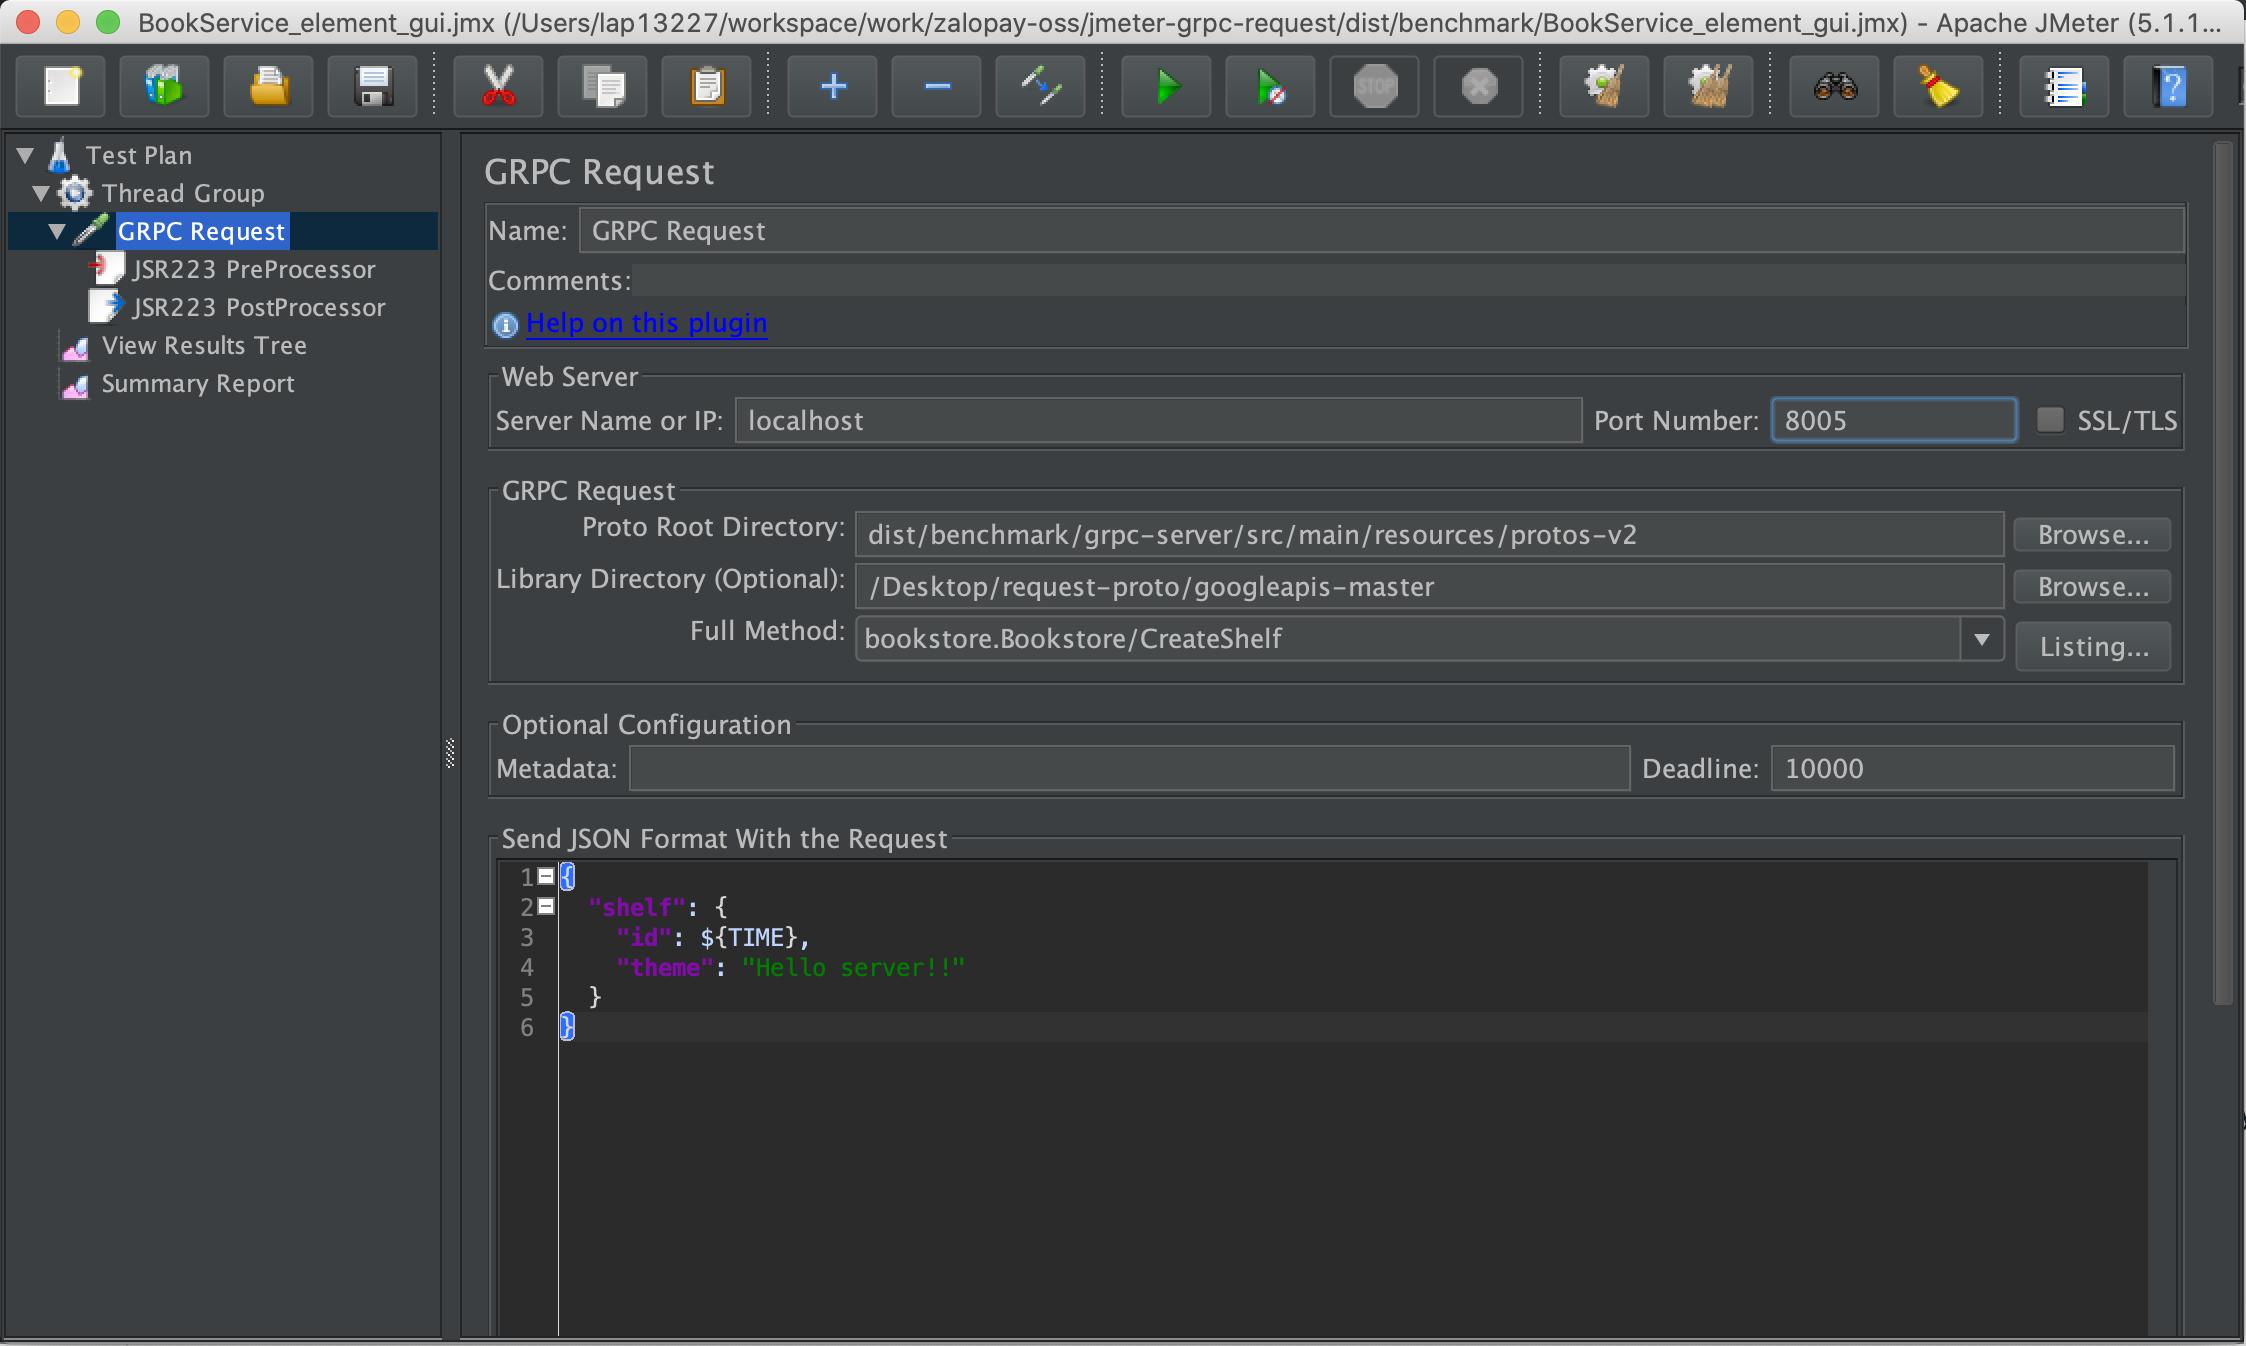 BookService_element_gui.jmx (/Users/lap13227/workspace/work/zalopay-oss/jmeter-grpc-request/dist/benchmark/BookService_element_gui.jmx) - Apache JMeter (5.1.1...
STOP
Test Plan
Thread Group
GRPC Request
JSR223 PreProcessor
JSR223 PostProcessor
View Results Tree
Summary Report
GRPC Request
Name: GRPC Request
Comments:
Help on this plugin
Web Server
Server Name or IP: localhost Port Number: 8005 SSL/TLS
GRPC Request
Proto Root Directory: dist/benchmark/grpc-server/src/main/resources/protos-v2 Browse...
Library Directory (Optional): /Desktop/request-proto/googleapis-master Browse...
Full Method: bookstore.Bookstore/CreateShelf Listing...
Optional Configuration
Metadata: Deadline: 10000
Send JSON Format With the Request
1 {
2 "shelf": {
3 "id": ${TIME},
4 "theme": "Hello server!!"
5 }
6 }